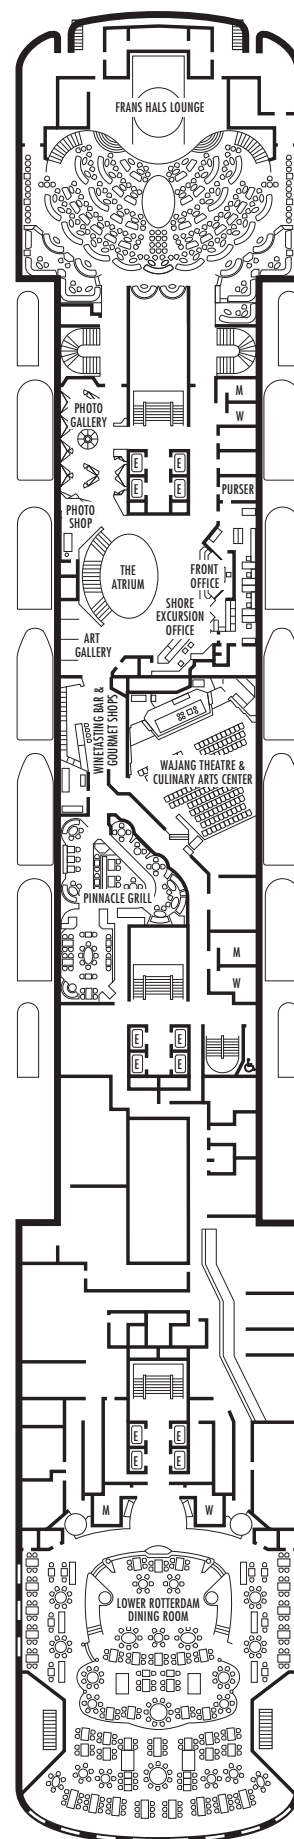 FRANS HALS LOUNGE
M
W
PHOTO
GALLERY
E E
E E
PURSER
PHOTO
SHOP
THE
ATRIUM
FRONT
OFFICE
SHORE
EXCURSION
OFFICE
ART
GALLERY
WINETASTING BAR &
GOURMET SHOPS
WAJANG THEATRE &
CULINARY ARTS CENTER
PINNACLE GRILL
M
W
E E
E E
E E
E E
M W
LOWER ROTTERDAM
DINING ROOM